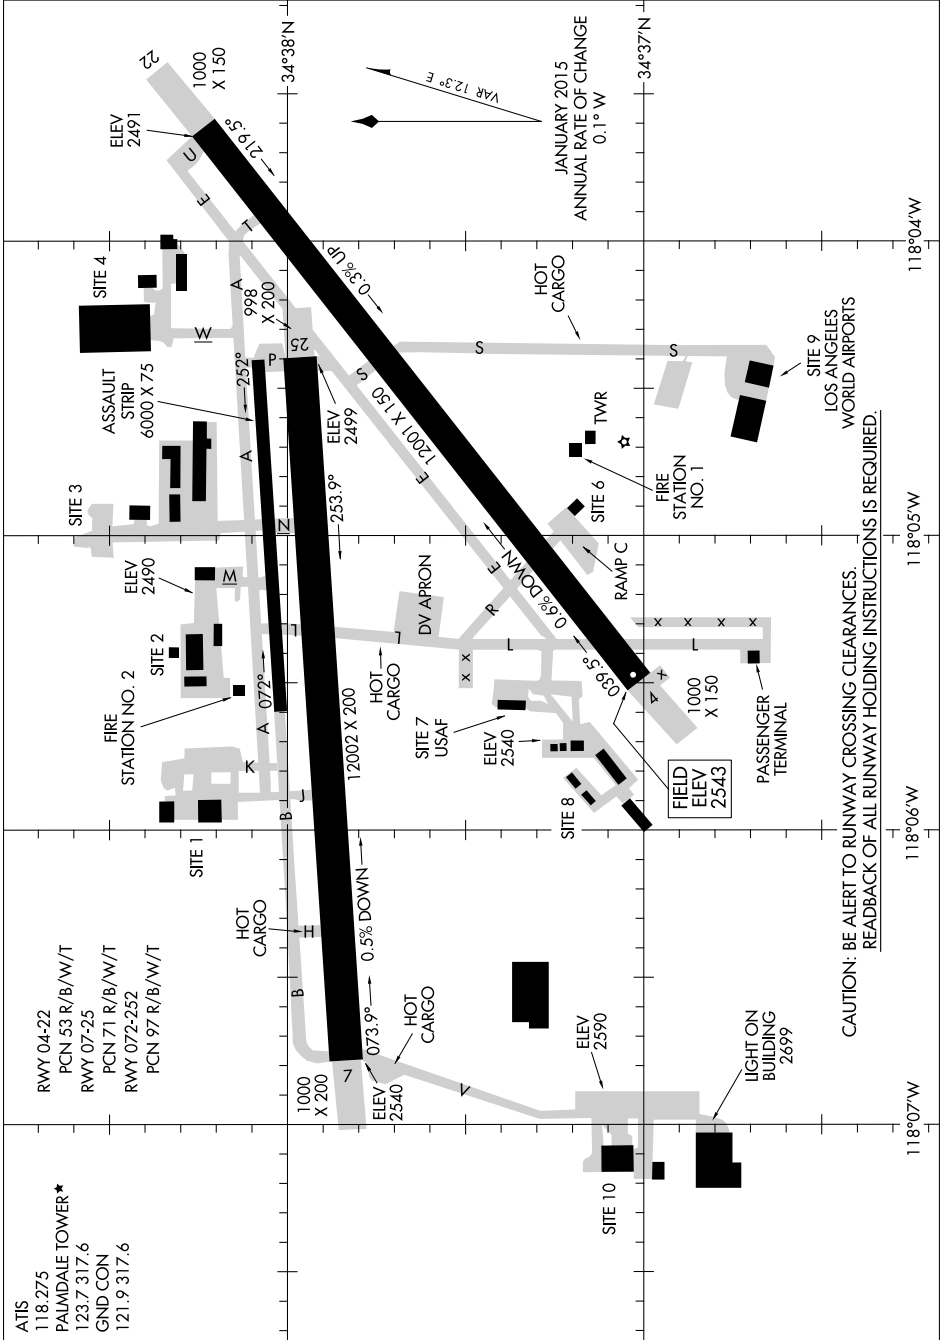 ATIS
118.275
PALMDALE TOWER★
123.7 317.6
GND CON
121.9 317.6
RWY 04-22
PCN 53 R/B/W/T
RWY 07-25
PCN 71 R/B/W/T
RWY 072-252
PCN 97 R/B/W/T
SITE 1
FIRE
STATION NO. 2
SITE 2
ELEV
2490
SITE 3
ASSAULT
STRIP
6000 X 75
SITE 4
ELEV
2491
22
1000
X 150
U
E
T
219.5°
34°38'N
A
W
998
X 200
25
P
252°
A
N
M
072°
A
K
J
B
H
HOT
CARGO
B
1000
X 200
7
ELEV
2540
073.9°
0.5% DOWN
12002 X 200
253.9°
ELEV
2499
L
HOT
CARGO
L
DV APRON
S
E
12001 X 150
0.3% UP
E
R
0.6% DOWN
039.5°
L
X X
SITE 7
USAF
ELEV
2540
SITE 8
FIELD
ELEV
2543
4
X
1000
X 150
L
X X X X
PASSENGER
TERMINAL
RAMP C
SITE 6
FIRE
STATION
NO. 1
TWR
HOT
CARGO
S
S
SITE 9
LOS ANGELES
WORLD AIRPORTS
VAR 12.3° E
JANUARY 2015
ANNUAL RATE OF CHANGE
0.1° W
34°37'N
HOT
CARGO
V
ELEV
2590
SITE 10
LIGHT ON
BUILDING
2699
CAUTION: BE ALERT TO RUNWAY CROSSING CLEARANCES.
READBACK OF ALL RUNWAY HOLDING INSTRUCTIONS IS REQUIRED.
118°07'W
118°06'W
118°05'W
118°04'W